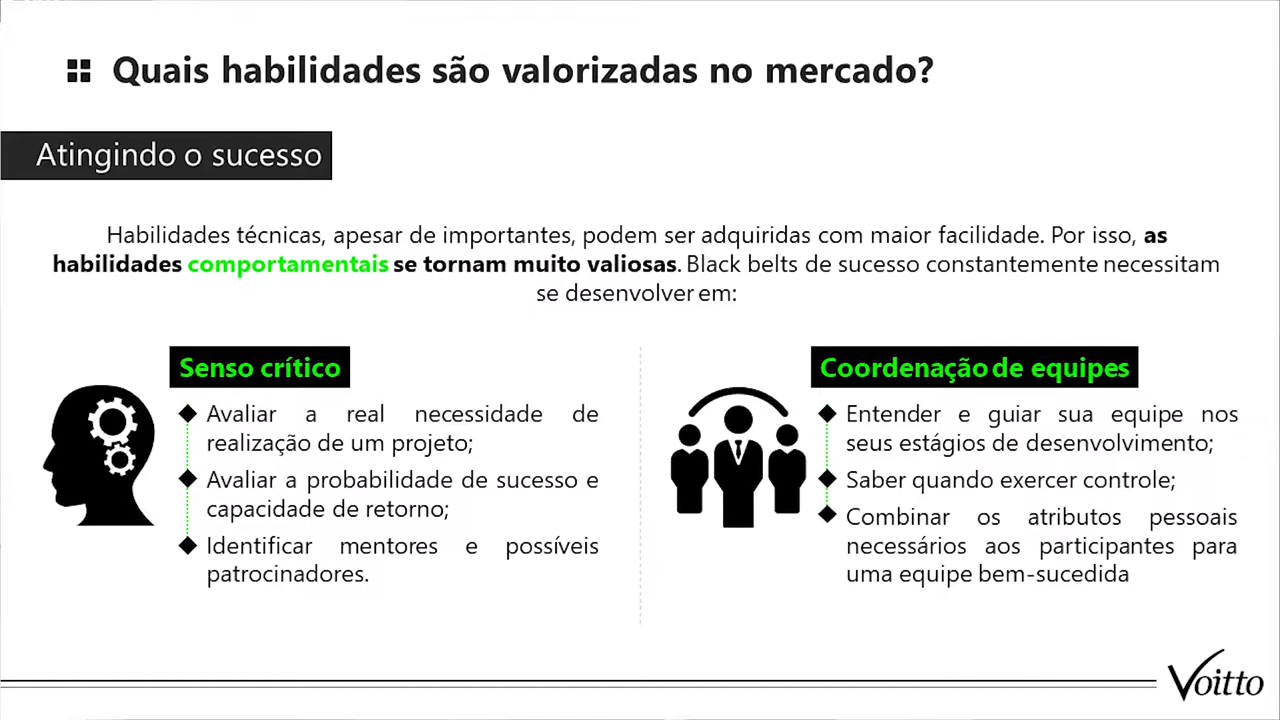 Quais habilidades são valorizadas no mercado?
Atingindo o sucesso
Habilidades técnicas, apesar de importantes, podem ser adquiridas com maior facilidade. Por isso, as
habilidades comportamentais se tornam muito valiosas. Black belts de sucesso constantemente necessitam
se desenvolver em:
Senso crítico
Avaliar a real necessidade de
realização de um projeto;
Avaliar a probabilidade de sucesso e
capacidade de retorno;
Identificar mentores e possíveis
patrocinadores.
Coordenação de equipes
Entender e guiar sua equipe nos
seus estágios de desenvolvimento;
Saber quando exercer controle;
Combinar os atributos pessoais
necessários aos participantes para
uma equipe bem-sucedida
Voitto